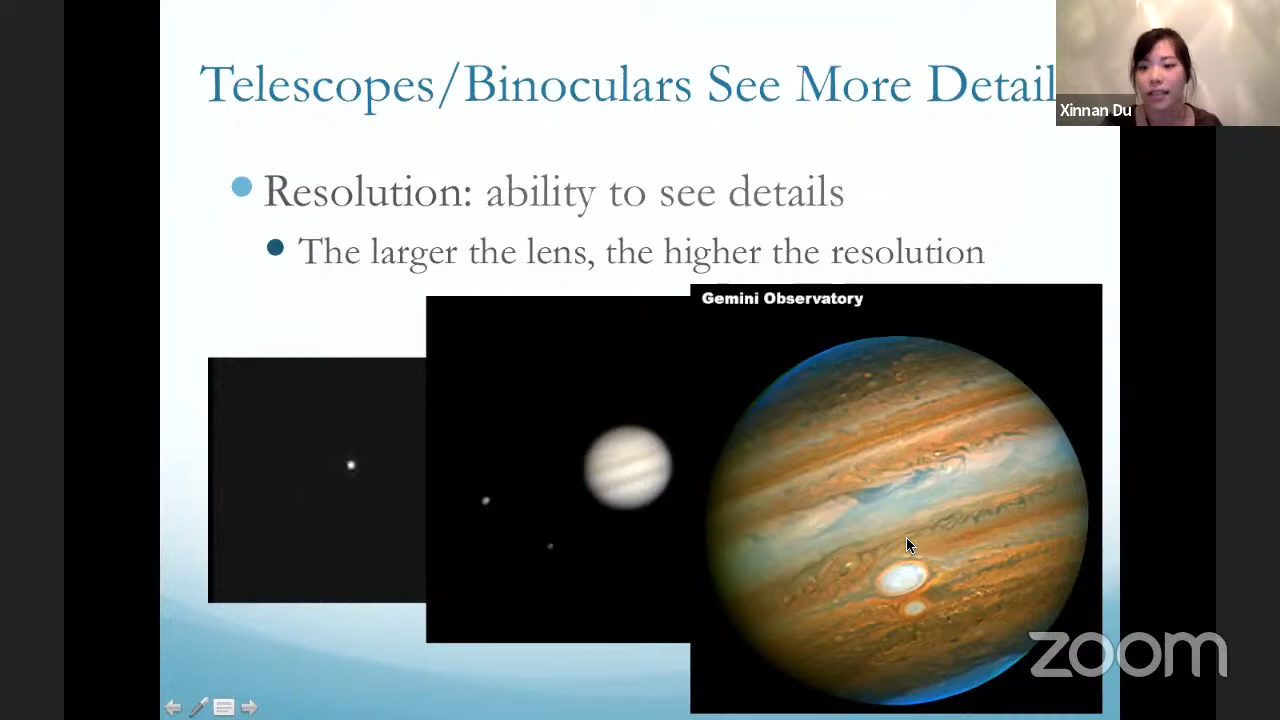 Telescopes/Binoculars See More Detail
Xinnan Du
Resolution: ability to see details
The larger the lens, the higher the resolution
Gemini Observatory
zoom